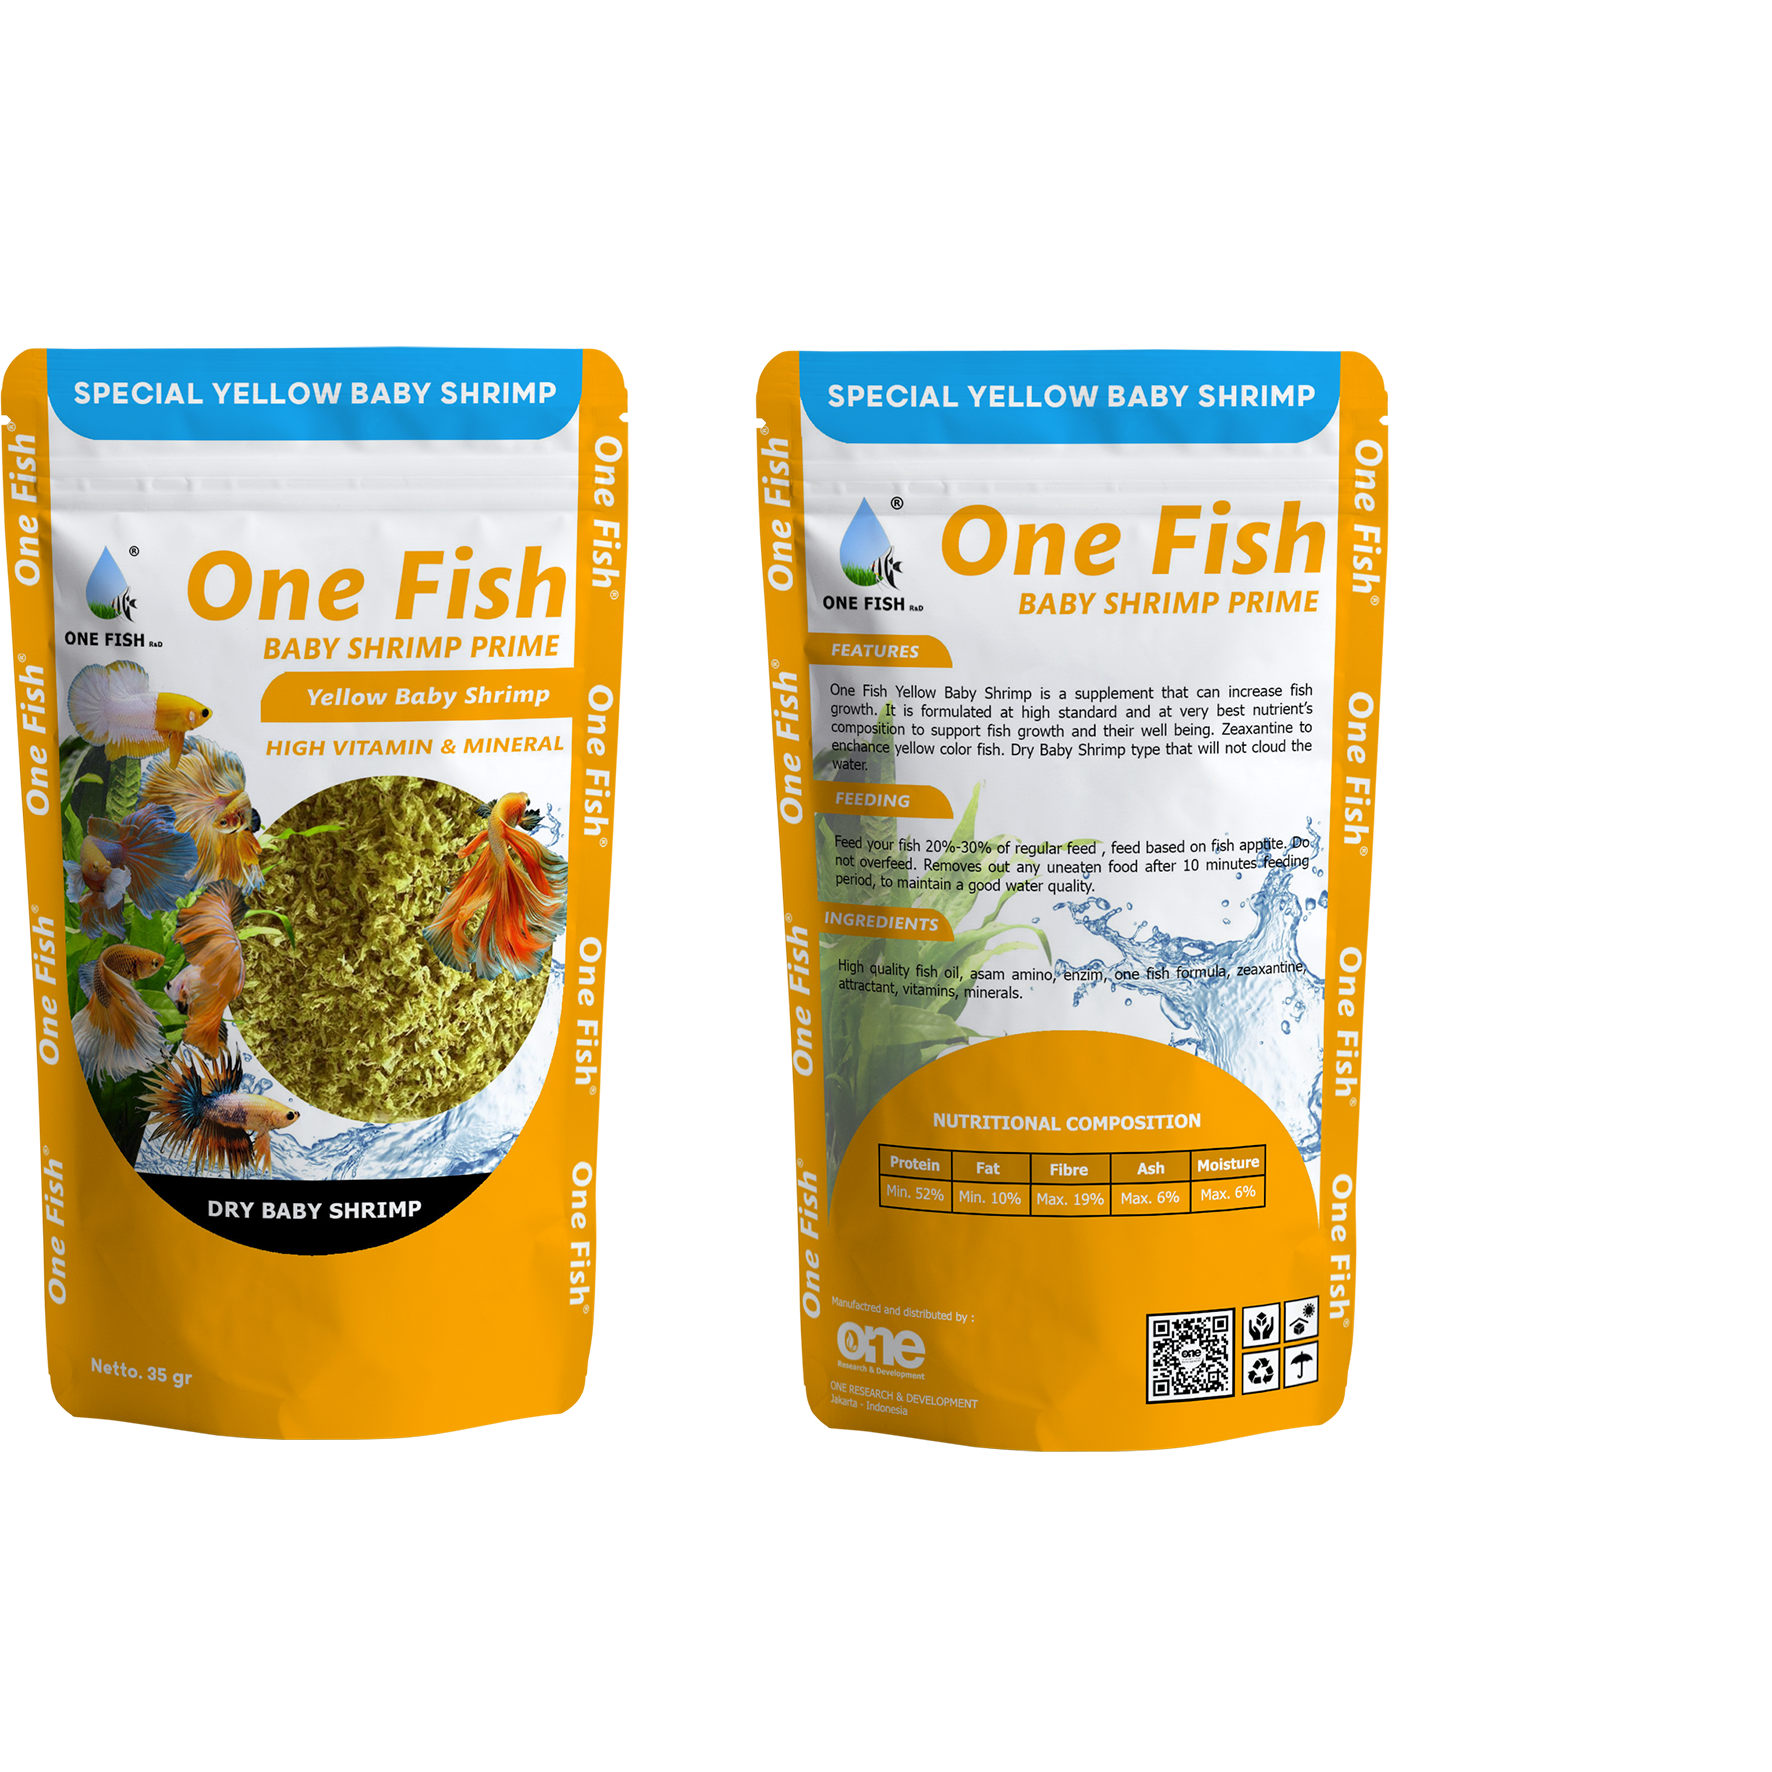 SPECIAL YELLOW BABY SHRIMP
®
ONE FISH R&D
One Fish
BABY SHRIMP PRIME
Yellow Baby Shrimp
HIGH VITAMIN & MINERAL
DRY BABY SHRIMP
Netto. 35 gr
One Fish®
One Fish®
One Fish®
One Fish®
One Fish®
One Fish®
One Fish®
One Fish®
SPECIAL YELLOW BABY SHRIMP
®
ONE FISH R&D
One Fish
BABY SHRIMP PRIME
FEATURES
One Fish Yellow Baby Shrimp is a supplement that can increase fish
growth. It is formulated at high standard and at very best nutrient's
composition to support fish growth and their well being. Zeaxantine to
enchance yellow color fish. Dry Baby Shrimp type that will not cloud the
water.
FEEDING
Feed your fish 20%-30% of regular feed , feed based on fish apptite. Do
not overfeed. Removes out any uneaten food after 10 minutes feeding
period, to maintain a good water quality.
INGREDIENTS
High quality fish oil, asam amino, enzim, one fish formula, zeaxantine,
attractant, vitamins, minerals.
NUTRITIONAL COMPOSITION
Protein Fat Fibre Ash Moisture
Min. 52% Min. 10% Max. 19% Max. 6% Max. 6%
Manufactred and distributed by :
one
Research & Development
ONE RESEARCH & DEVELOPMENT
Jakarta - Indonesia
one
One Fish®
One Fish®
One Fish®
One Fish®
One Fish®
One Fish®
One Fish®
One Fish®